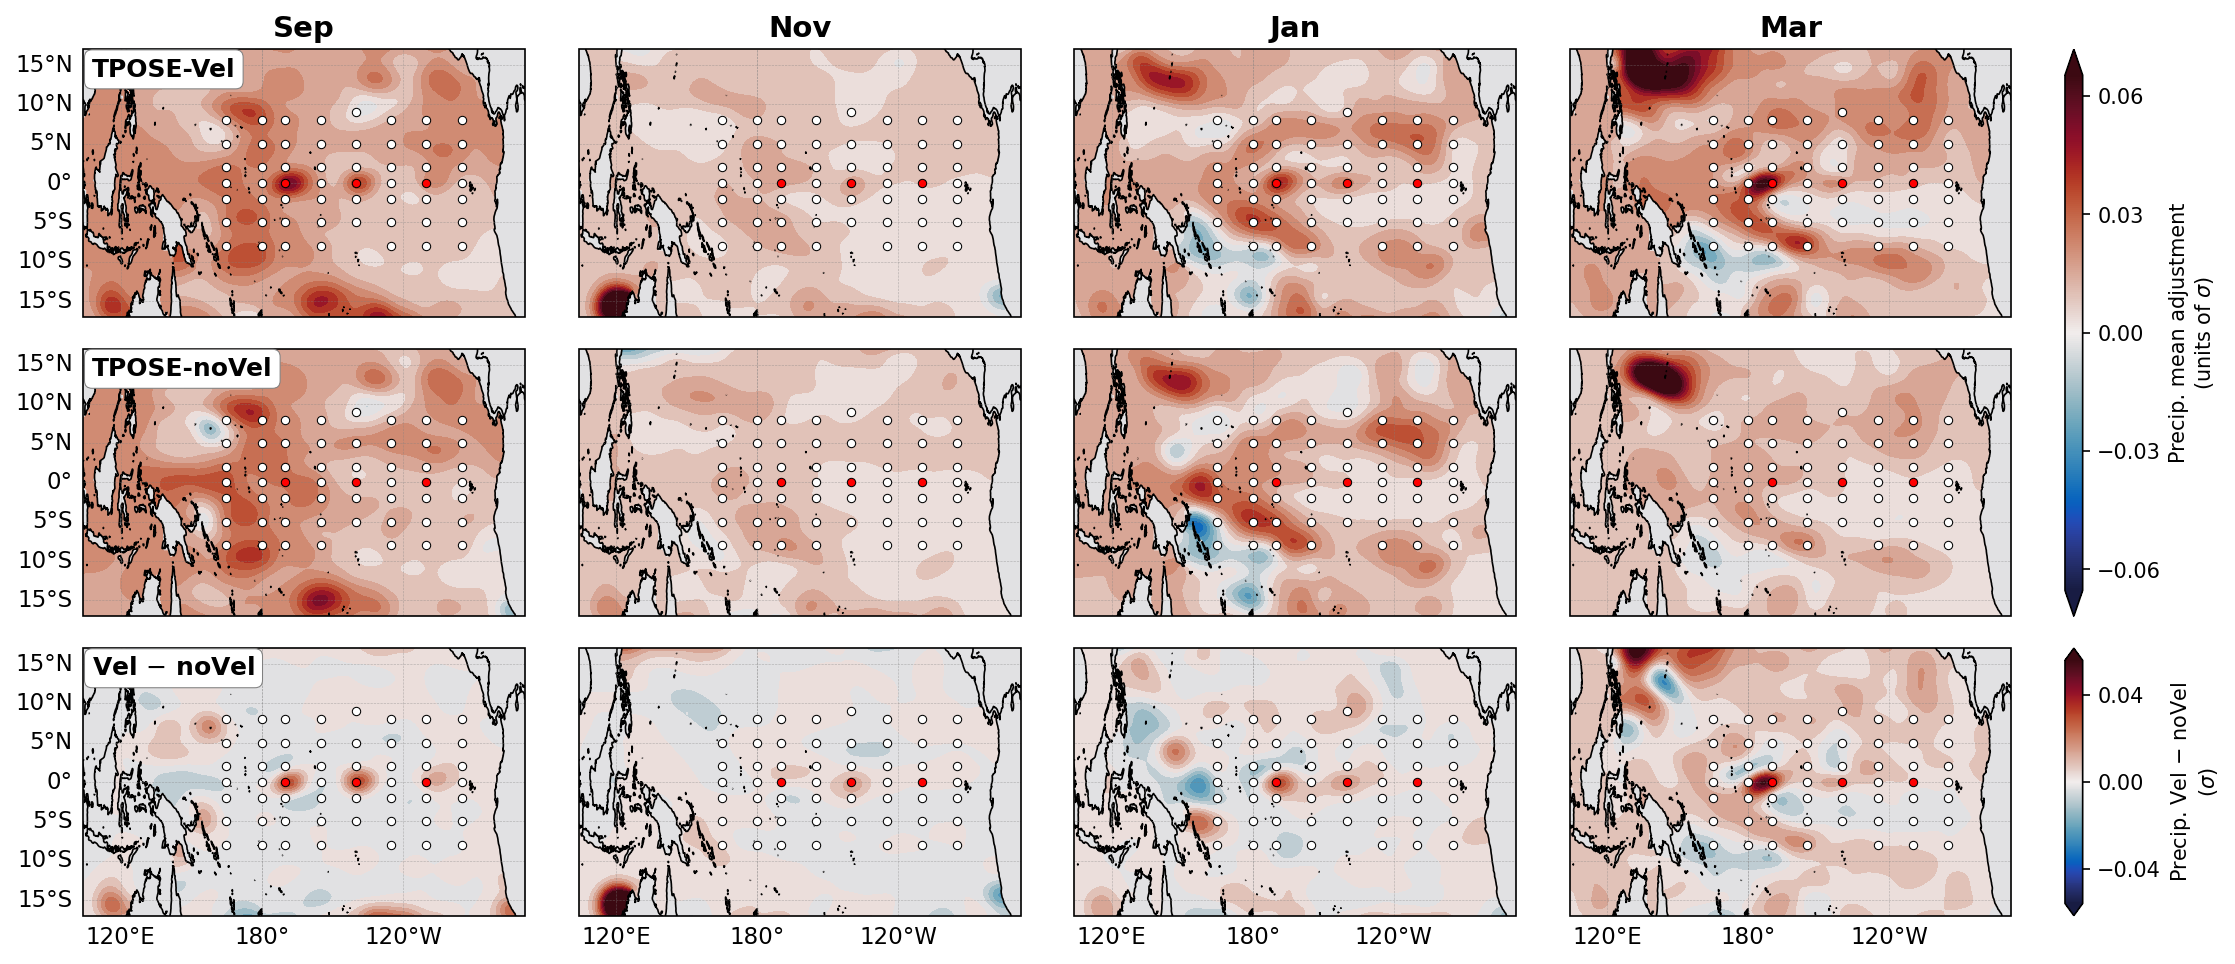 Sep Nov Jan Mar
TPOSE-Vel
15°N
10°N
5°N
0°
5°S
10°S
15°S
0.06
0.03
0.00
−0.03
−0.06
Precip. mean adjustment
(units of σ)
TPOSE-noVel
15°N
10°N
5°N
0°
5°S
10°S
15°S
Vel − noVel
15°N
10°N
5°N
0°
5°S
10°S
15°S
0.04
0.00
−0.04
Precip. Vel − noVel
(σ)
120°E 180° 120°W 120°E 180° 120°W 120°E 180° 120°W 120°E 180° 120°W